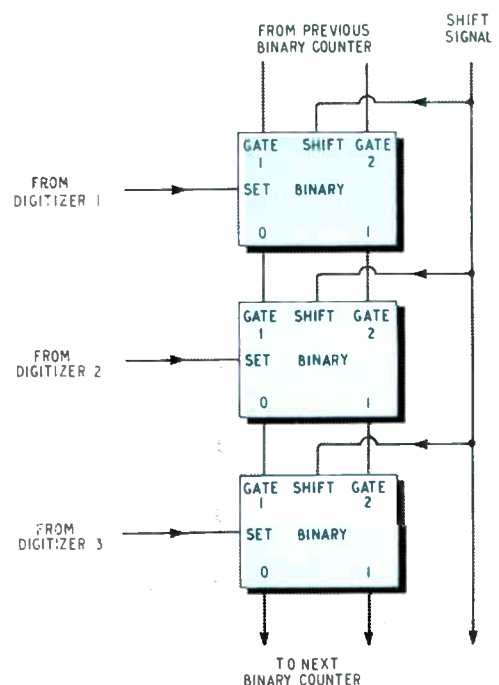 FROM PREVIOUS
BINARY COUNTER
SHIFT
SIGNAL
GATE SHIFT GATE
1 2
FROM
DIGITIZER 1
SET BINARY
0 1
GATE SHIFT GATE
1 2
FROM
DIGITIZER 2
SET BINARY
0 1
GATE SHIFT GATE
1 2
FROM
DIGITIZER 3
SET BINARY
0 1
TO NEXT
BINARY COUNTER